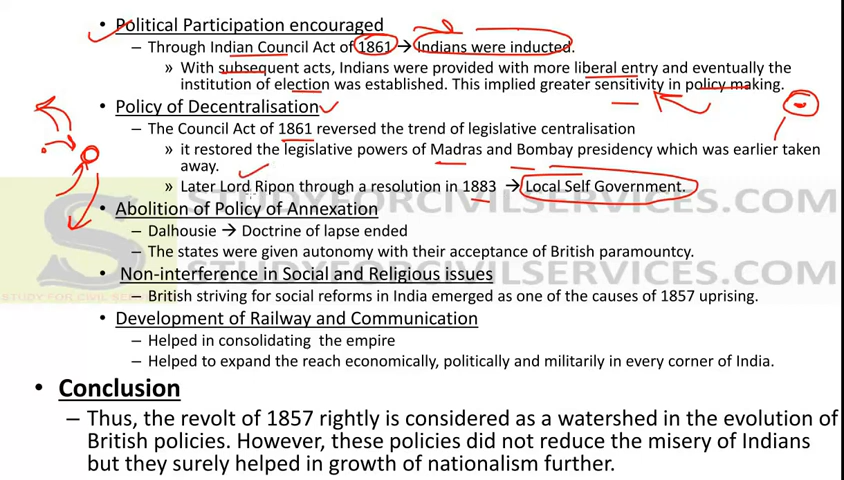 • Political Participation encouraged
– Through Indian Council Act of 1861 → Indians were inducted.
» With subsequent acts, Indians were provided with more liberal entry and eventually the
institution of election was established. This implied greater sensitivity in policy making.
• Policy of Decentralisation
– The Council Act of 1861 reversed the trend of legislative centralisation
» it restored the legislative powers of Madras and Bombay presidency which was earlier taken
away.
» Later Lord Ripon through a resolution in 1883 → Local Self Government.
STUDYFORCIVILSERVICES.COM
• Abolition of Policy of Annexation
– Dalhousie → Doctrine of lapse ended
– The states were given autonomy with their acceptance of British paramountcy.
• Non-interference in Social and Religious issues
STUDYFORCIVILSERVICES.COM
– British striving for social reforms in India emerged as one of the causes of 1857 uprising.
• Development of Railway and Communication
– Helped in consolidating the empire
– Helped to expand the reach economically, politically and militarily in every corner of India.
• Conclusion
– Thus, the revolt of 1857 rightly is considered as a watershed in the evolution of
British policies. However, these policies did not reduce the misery of Indians
but they surely helped in growth of nationalism further.